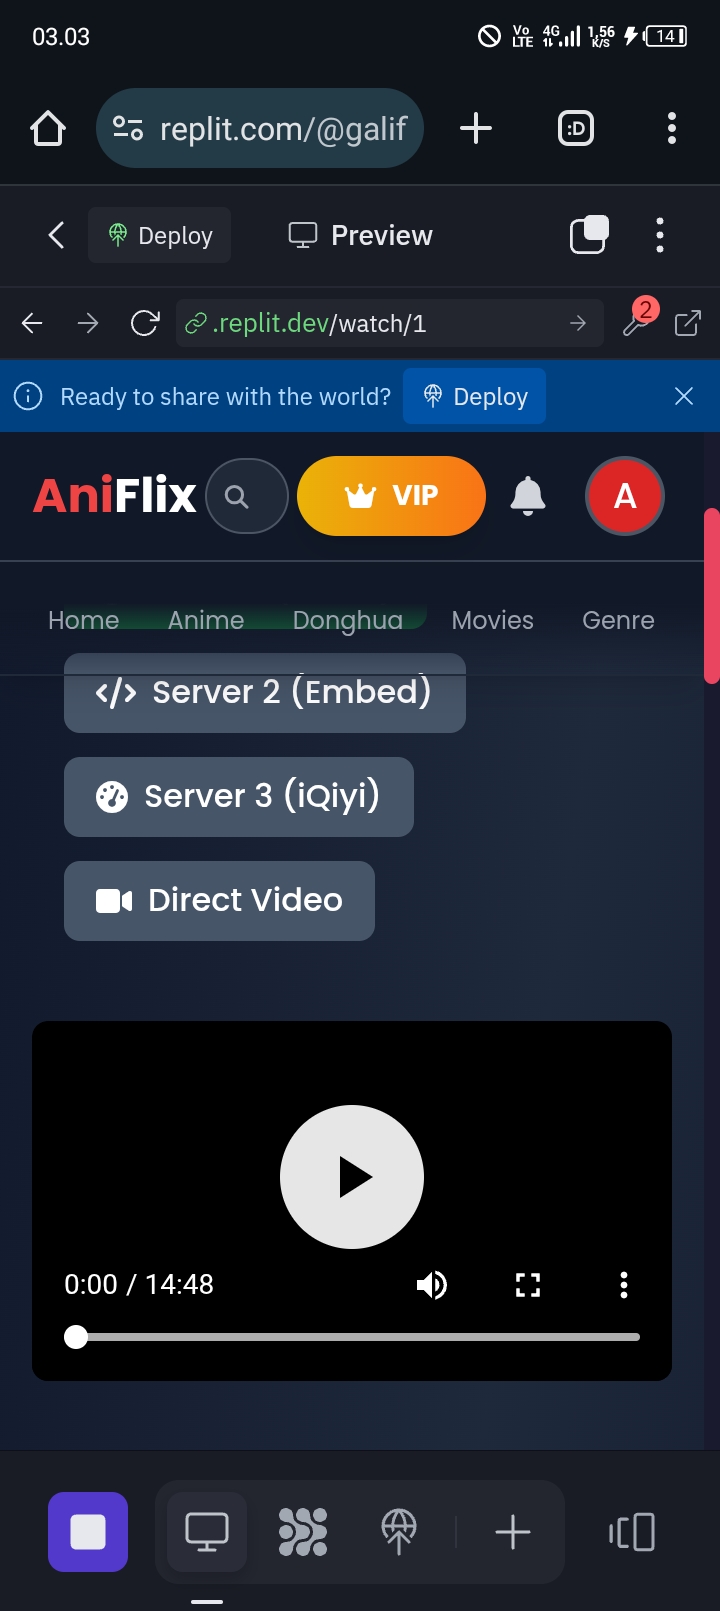 03.03
Vo LTE 4G 1,56 K/S 14
replit.com/@galif :D
Deploy Preview
.replit.dev/watch/1 2
Ready to share with the world? Deploy
AniFlix VIP A
Home Anime Donghua Movies Genre
</> Server 2 (Embed)
Server 3 (iQiyi)
Direct Video
0:00 / 14:48